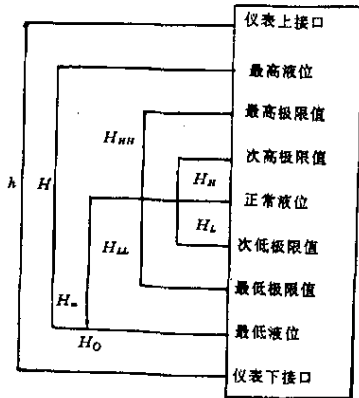 仪表上接口
最高液位
H_HH 最高极限值
次高极限值
h H H_H 正常液位
H_L
H_LL 次低极限值
最低极限值
H_n
H_O 最低液位
仪表下接口